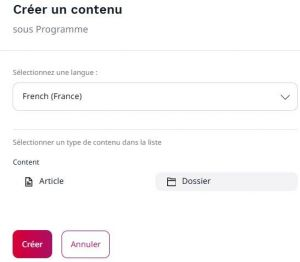 Créer un contenu
sous Programme
Sélectionnez une langue :
French (France)
Sélectionner un type de contenu dans la liste
Content
Article
Dossier
Créer
Annuler